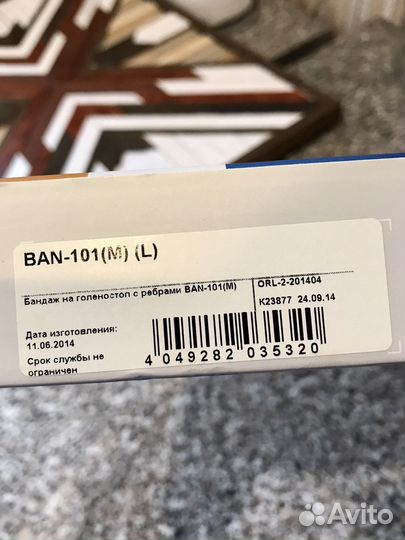 BAN-101(M) (L)
Бандаж на голеностоп с ребрами BAN-101(M)
ORL-2-201404
K23877 24.09.14
Дата изготовления:
11.06.2014
Срок службы не
ограничен
4 049282 035320
Avito